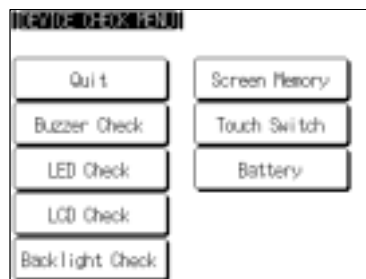 [DEVICE CHECK MENU]
Quit
Buzzer Check
LED Check
LCD Check
Backlight Check
Screen Memory
Touch Switch
Battery